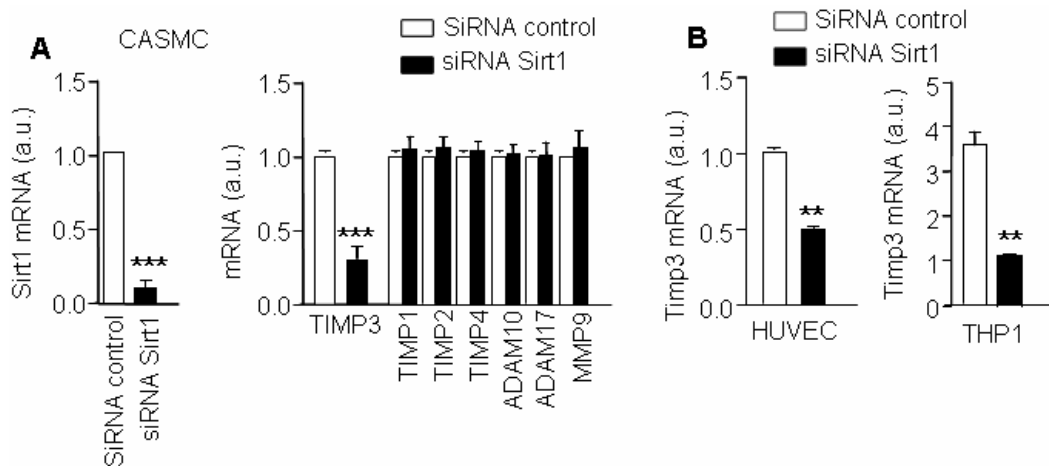 A
CASMC
Sirt1 mRNA (a.u.)
1.5
1.0
0.5
0.0
***
SiRNA control
siRNA Sirt1
SiRNA control
siRNA Sirt1
mRNA (a.u.)
1.5
1.0
0.5
0.0
***
TIMP3
TIMP1
TIMP2
TIMP4
ADAM10
ADAM17
MMP9
B
SiRNA control
siRNA Sirt1
Timp3 mRNA (a.u.)
1.5
1.0
0.5
0.0
**
HUVEC
Timp3 mRNA (a.u.)
5
4
3
2
1
0
**
THP1